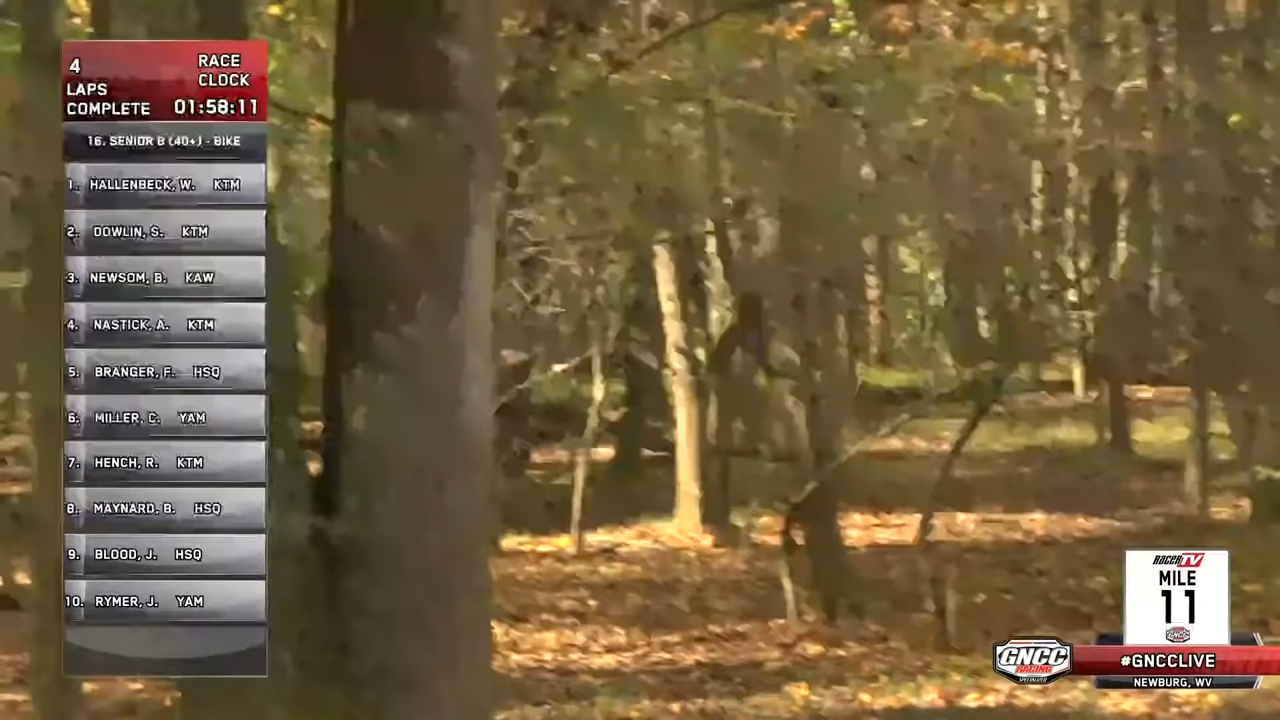 4
LAPS
COMPLETE
RACE
CLOCK
01:58:11
16. SENIOR B (40+) - BIKE
1. HALLENBECK, W. KTM
2. DOWLIN, S. KTM
3. NEWSOM, B. KAW
4. NASTICK, A. KTM
5. BRANGER, F. HSQ
6. MILLER, C. YAM
7. HENCH, R. KTM
8. MAYNARD, B. HSQ
9. BLOOD, J. HSQ
10. RYMER, J. YAM
RACER TV
MILE
11
GNCC
RACING
SPECIALIZED
#GNCCLIVE
NEWBURG, WV